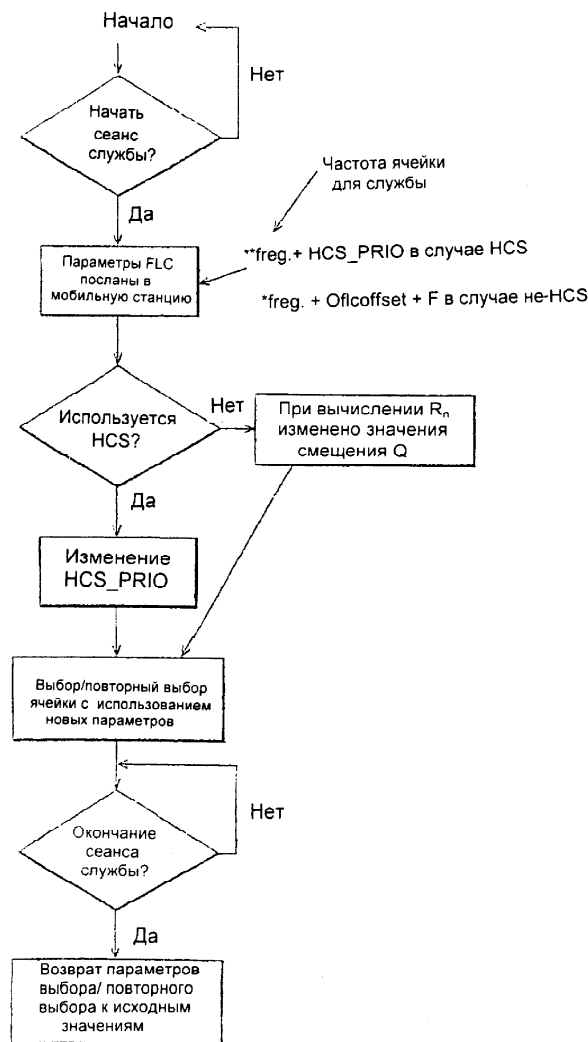 Начало
Нет
Начать
сеанс
службы?
Частота ячейки
для службы
Да
Параметры FLC
посланы в
мобильную станцию
**freg.+ HCS_PRIO в случае HCS
*freg. + Oflcoffset + F в случае не-HCS
Используется
HCS?
Нет
При вычислении Rn
изменено значения
смещения Q
Да
Изменение
HCS_PRIO
Выбор/повторный выбор
ячейки с использованием
новых параметров
Нет
Окончание
сеанса
службы?
Да
Возврат параметров
выбора/ повторного
выбора к исходным
значениям